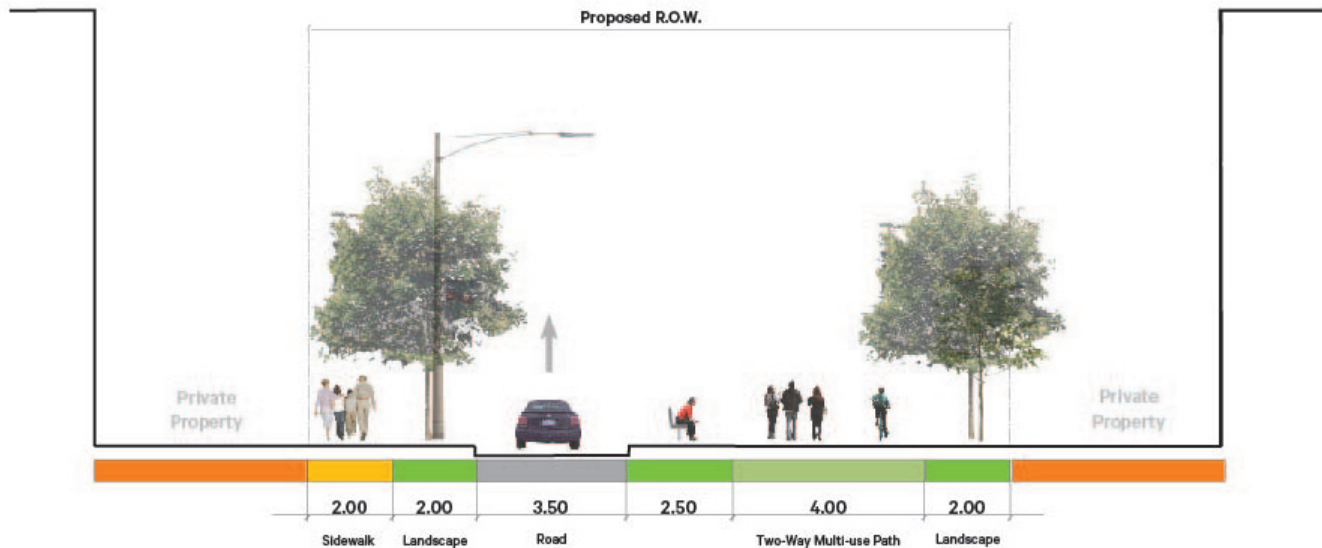 Proposed R.O.W.
Private
Property
Private
Property
2.00
2.00
3.50
2.50
4.00
2.00
Sidewalk
Landscape
Road
Two-Way Multi-use Path
Landscape